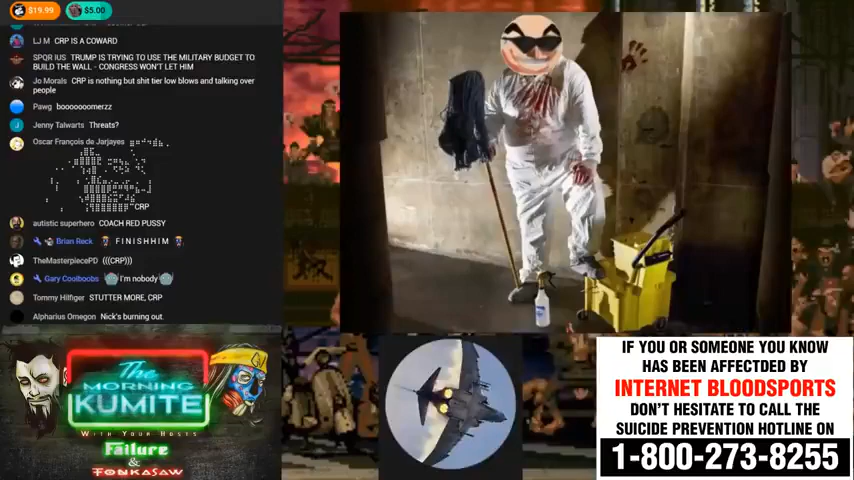 $19.99
$5.00
LJ M CRP IS A COWARD
SPQR IUS TRUMP IS TRYING TO USE THE MILITARY BUDGET TO
BUILD THE WALL - CONGRESS WON'T LET HIM
Jo Morals CRP is nothing but shit tier low blows and talking over
people
Pawg booooooomerzz
Jenny Talwarts Threats?
Oscar François de Jarjayes
CRP
autistic superhero COACH RED PUSSY
Brian Reck F I N I S H H I M
TheMasterpiecePD (((CRP)))
Gary Coolboobs I'm nobody
Tommy Hilfiger STUTTER MORE, CRP
Alpharius Omegon Nick's burning out.
The
MORNING
KUMITE
With Your Hosts
Failure
&
TONKASAW
IF YOU OR SOMEONE YOU KNOW
HAS BEEN AFFECTDED BY
INTERNET BLOODSPORTS
DON'T HESITATE TO CALL THE
SUICIDE PREVENTION HOTLINE ON
1-800-273-8255